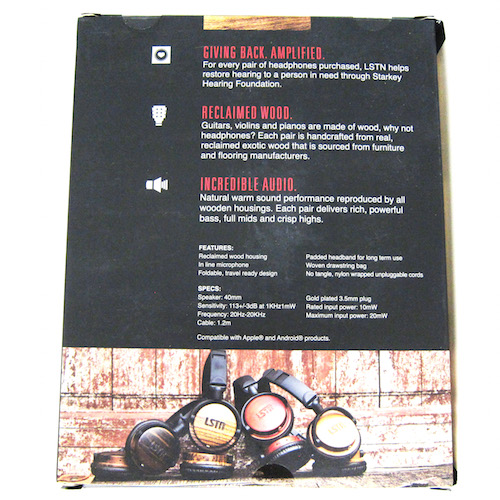 GIVING BACK. AMPLIFIED.
For every pair of headphones purchased, LSTN helps
restore hearing to a person in need through Starkey
Hearing Foundation.
RECLAIMED WOOD.
Guitars, violins and pianos are made of wood, why not
headphones? Each pair is handcrafted from real,
reclaimed exotic wood that is sourced from furniture
and flooring manufacturers.
INCREDIBLE AUDIO.
Natural warm sound performance reproduced by all
wooden housings. Each pair delivers rich, powerful
bass, full mids and crisp highs.
FEATURES:
Reclaimed wood housing
In line microphone
Foldable, travel ready design
Padded headband for long term use
Woven drawstring bag
No tangle, nylon wrapped unpluggable cords
SPECS:
Speaker: 40mm
Sensitivity: 113+/-3dB at 1KHz1mW
Frequency: 20Hz-20KHz
Cable: 1.2m
Gold plated 3.5mm plug
Rated input power: 10mW
Maximum input power: 20mW
Compatible with Apple® and Android® products.
LSTN
LSTN
LSTN
LSTN